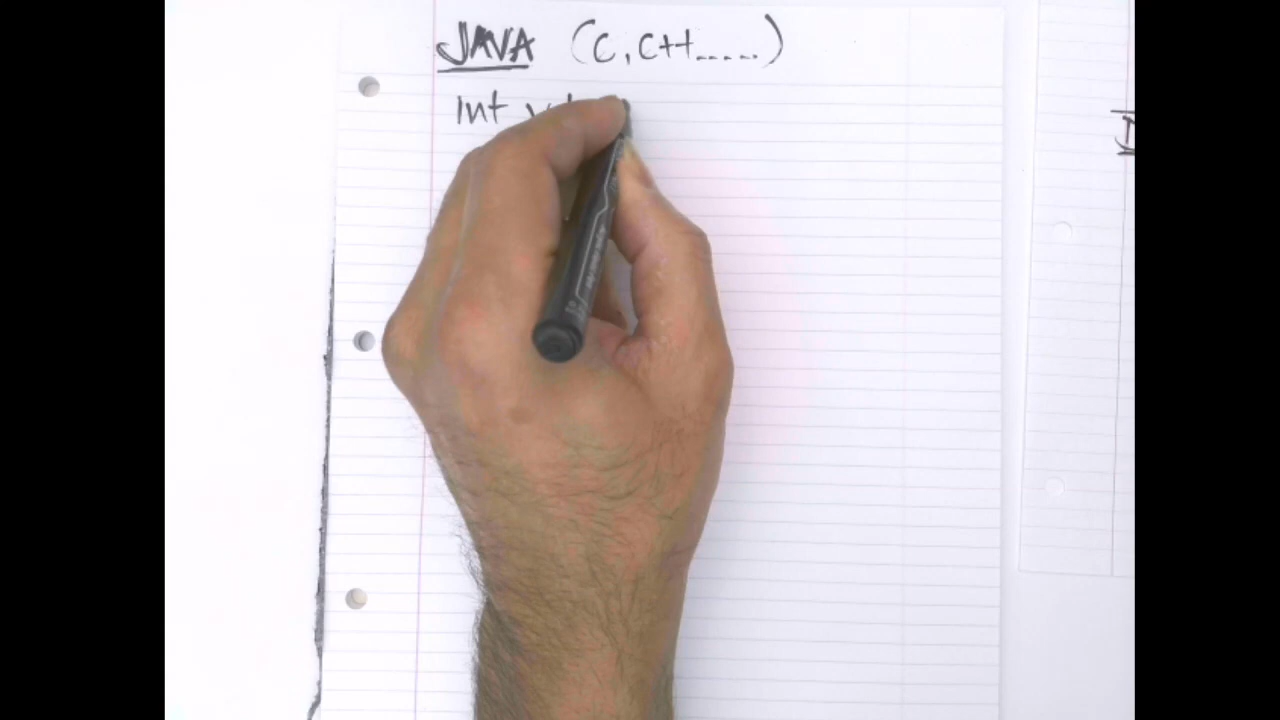 JAVA (C, C++.....)
int